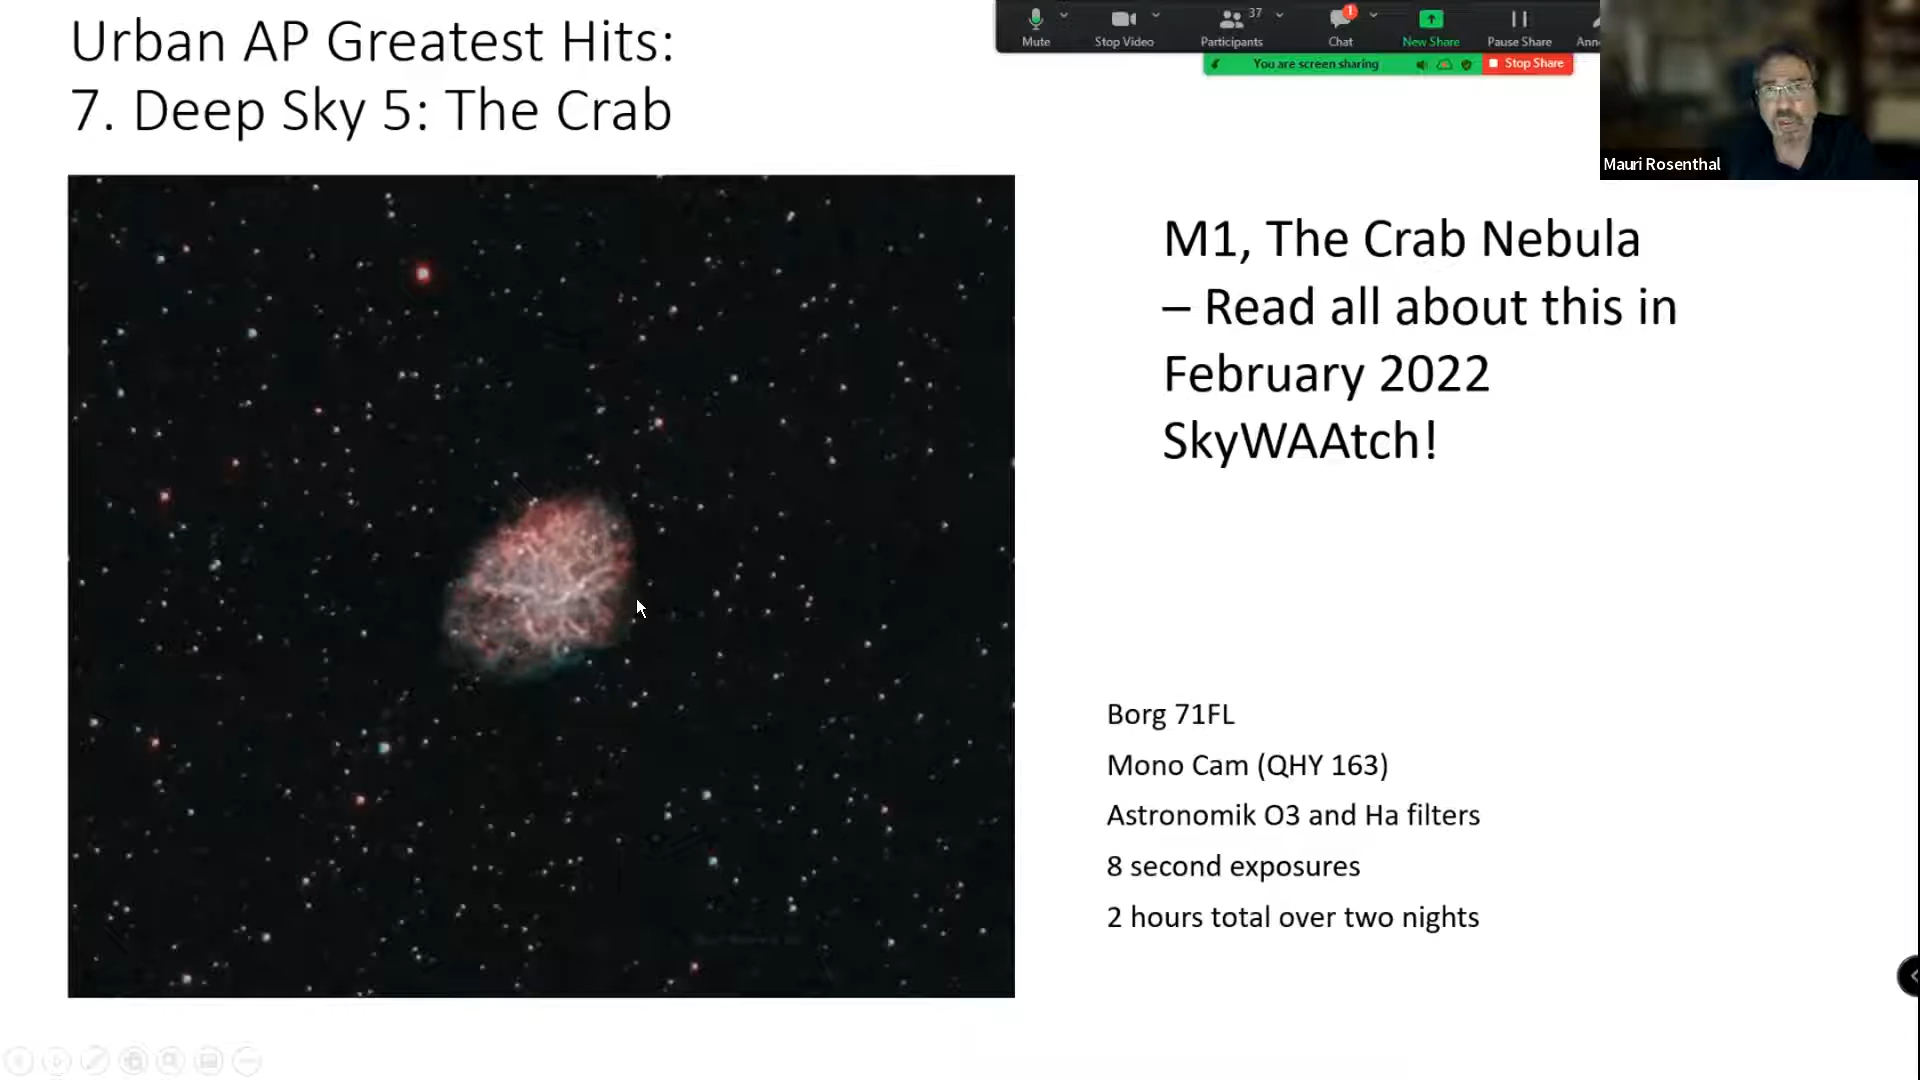 Urban AP Greatest Hits:
7. Deep Sky 5: The Crab
Mute
Stop Video
37
Participants
1
Chat
New Share
Pause Share
You are screen sharing
Stop Share
Mauri Rosenthal
M1, The Crab Nebula
– Read all about this in
February 2022
SkyWAAtch!
Borg 71FL
Mono Cam (QHY 163)
Astronomik O3 and Ha filters
8 second exposures
2 hours total over two nights